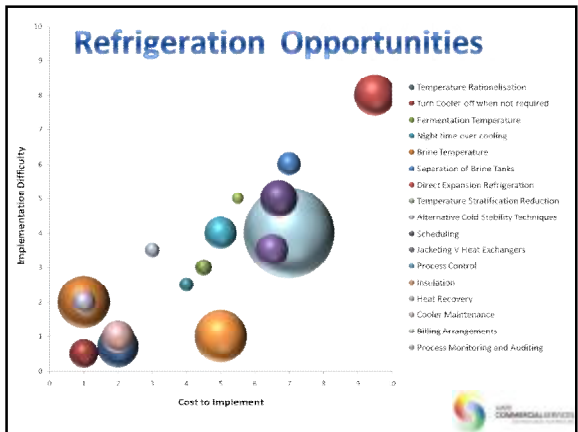 Refrigeration Opportunities
10
9
8
7
6
5
4
3
2
1
0
Implementation Difficulty
0 1 2 3 4 5 6 7 8 9
Cost to Implement
Temperature Rationalisation
Turn Cooler off when not required
Fermentation Temperature
Night time over cooling
Brine Temperature
Separation of Brine Tanks
Direct Expansion Refrigeration
Temperature Stratification Reduction
Alternative Cold Stability Techniques
Scheduling
Jacketing V Heat Exchangers
Process Control
Insulation
Heat Recovery
Cooler Maintenance
Billing Arrangements
Process Monitoring and Auditing
COMMERCIAL SERVICES